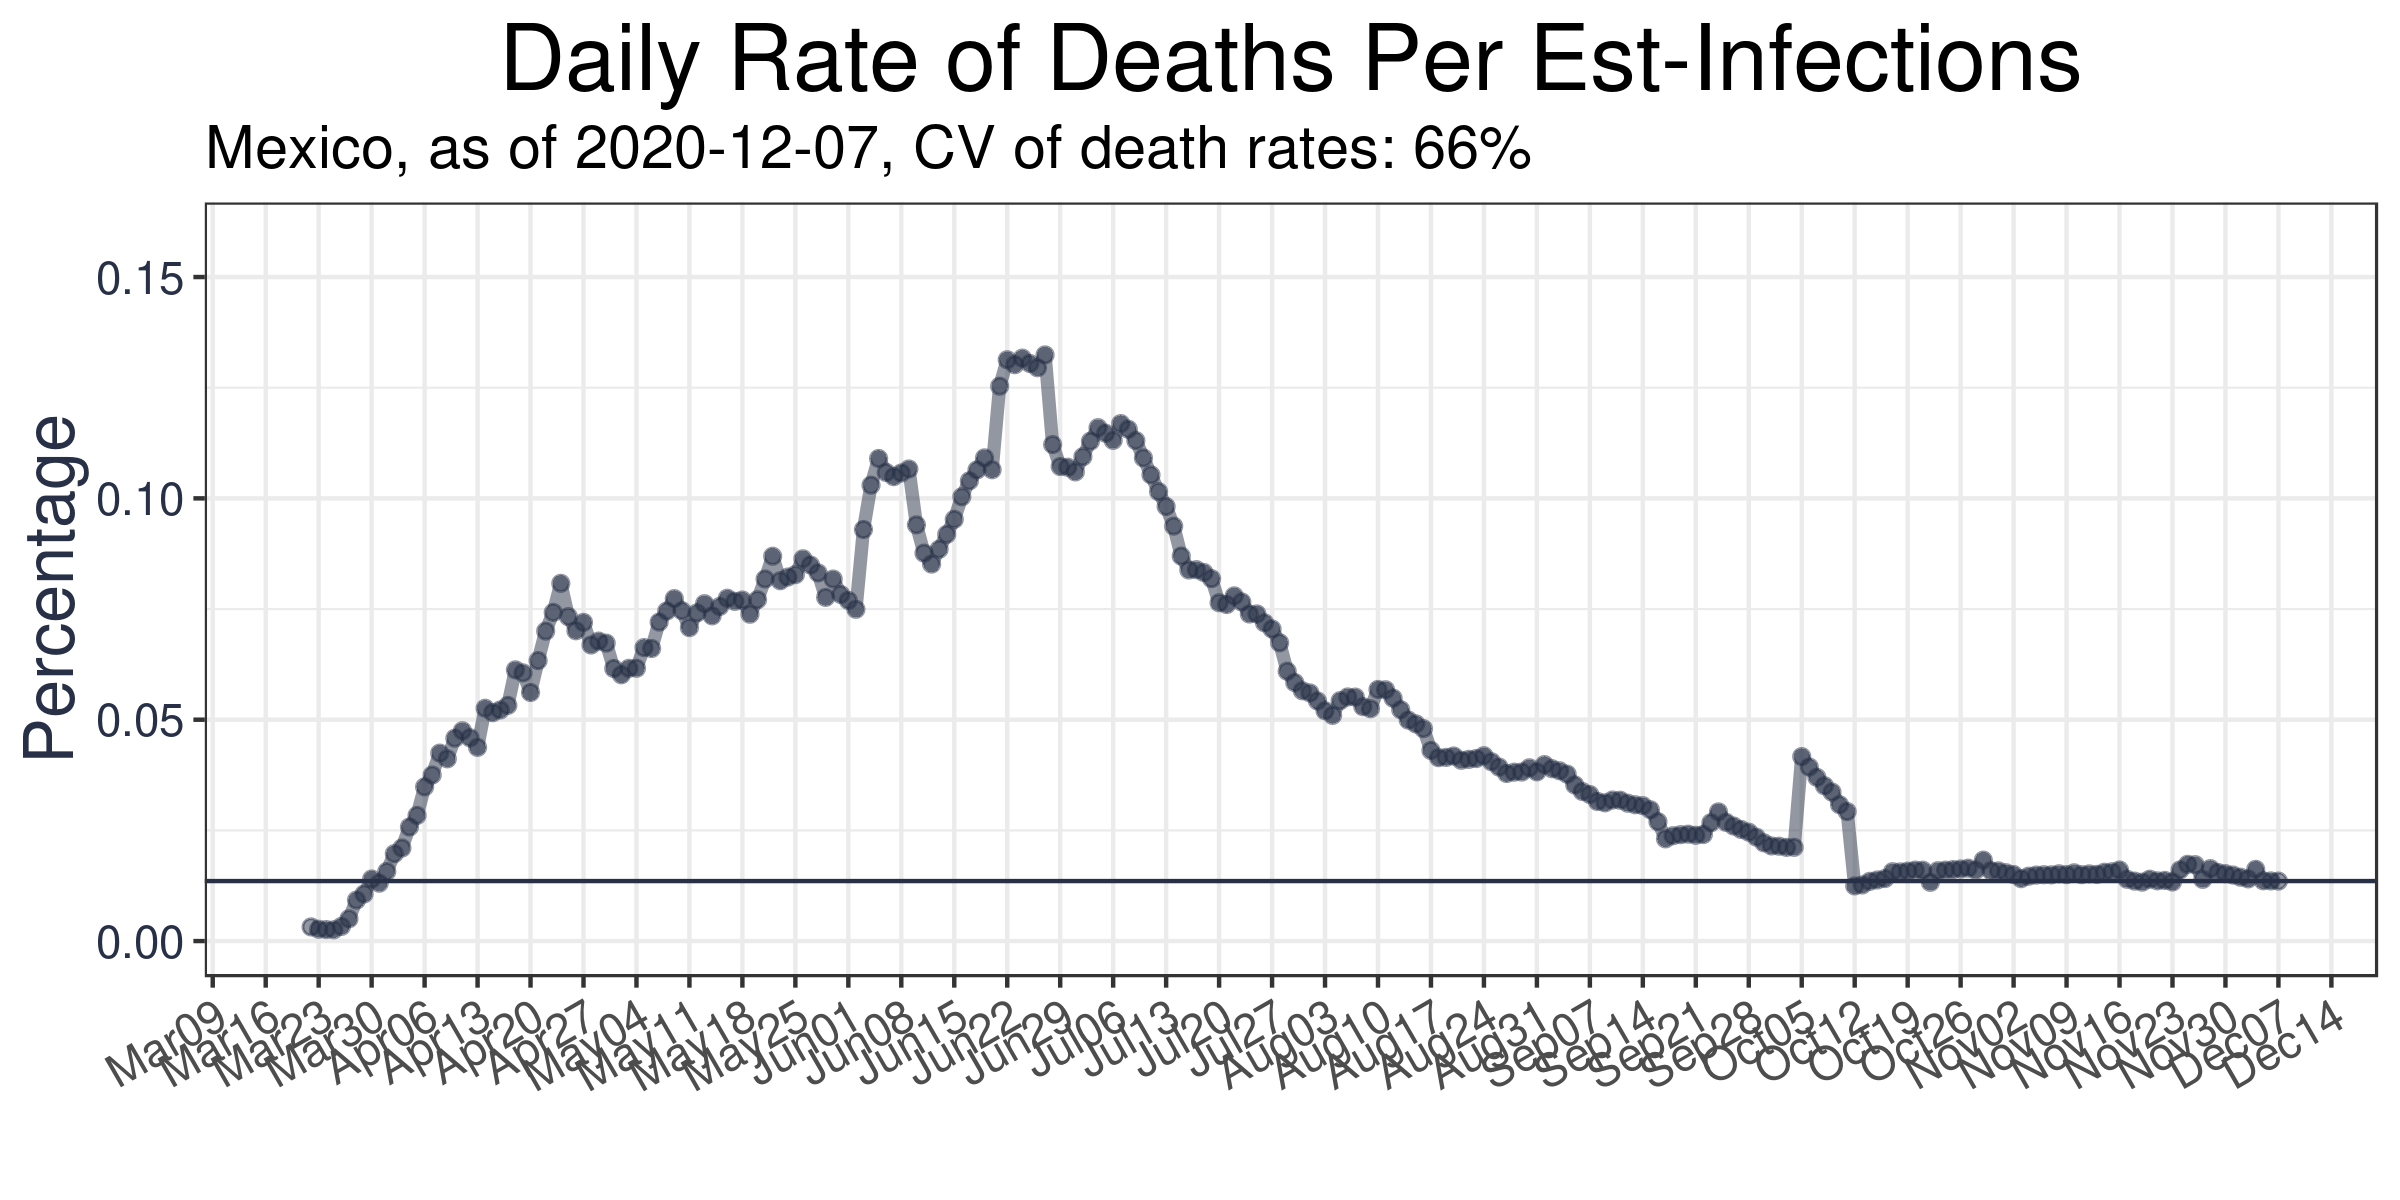 Daily Rate of Deaths Per Est-Infections
Mexico, as of 2020-12-07, CV of death rates: 66%
Percentage
0.15
0.10
0.05
0.00
Mar09
Mar16
Mar23
Mar30
Apr06
Apr13
Apr20
Apr27
May04
May11
May18
May25
Jun01
Jun08
Jun15
Jun22
Jun29
Jul06
Jul13
Jul20
Jul27
Aug03
Aug10
Aug17
Aug24
Aug31
Sep07
Sep14
Sep21
Sep28
Oct05
Oct12
Oct19
Oct26
Nov02
Nov09
Nov16
Nov23
Nov30
Dec07
Dec14